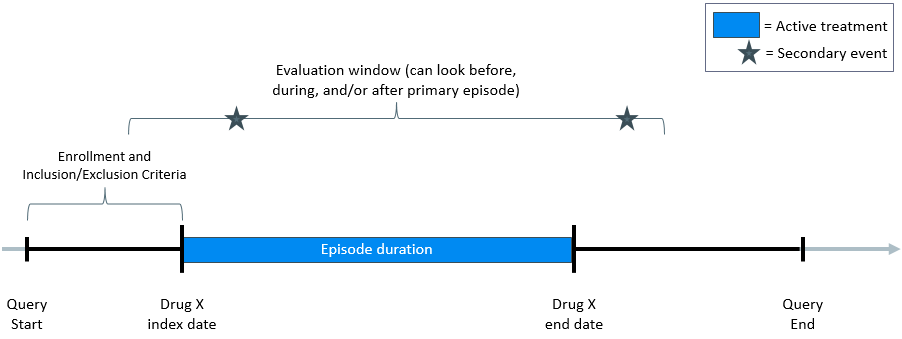 = Active treatment
= Secondary event
Evaluation window (can look before,
during, and/or after primary episode)
Enrollment and
Inclusion/Exclusion Criteria
Episode duration
Query
Start
Drug X
index date
Drug X
end date
Query
End